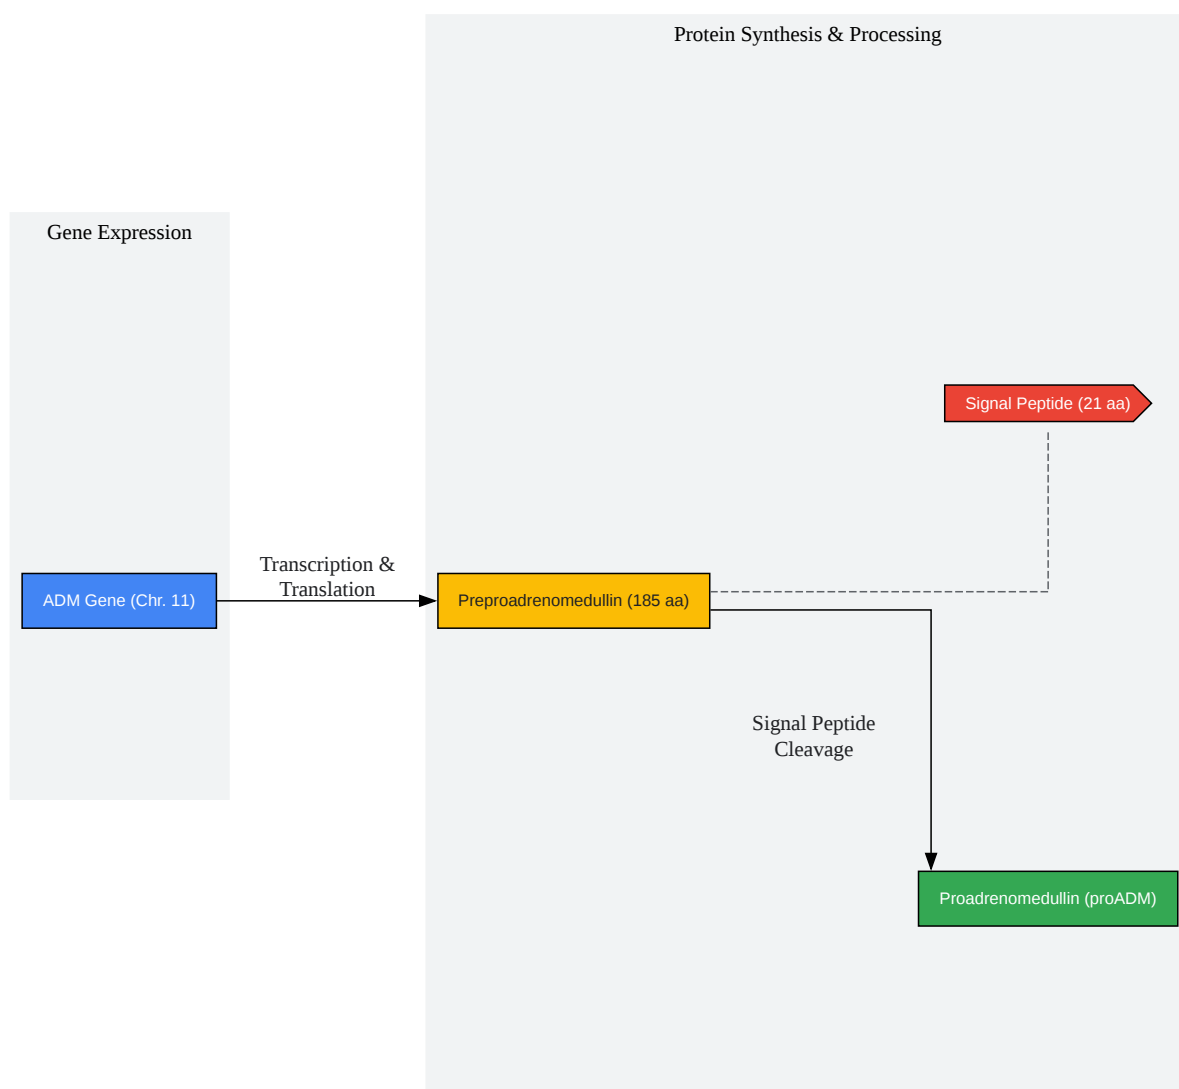 Protein Synthesis & Processing
Gene Expression
Signal Peptide (21 aa)
Transcription &
Translation
ADM Gene (Chr. 11)
Preproadrenomedullin (185 aa)
Signal Peptide
Cleavage
Proadrenomedullin (proADM)